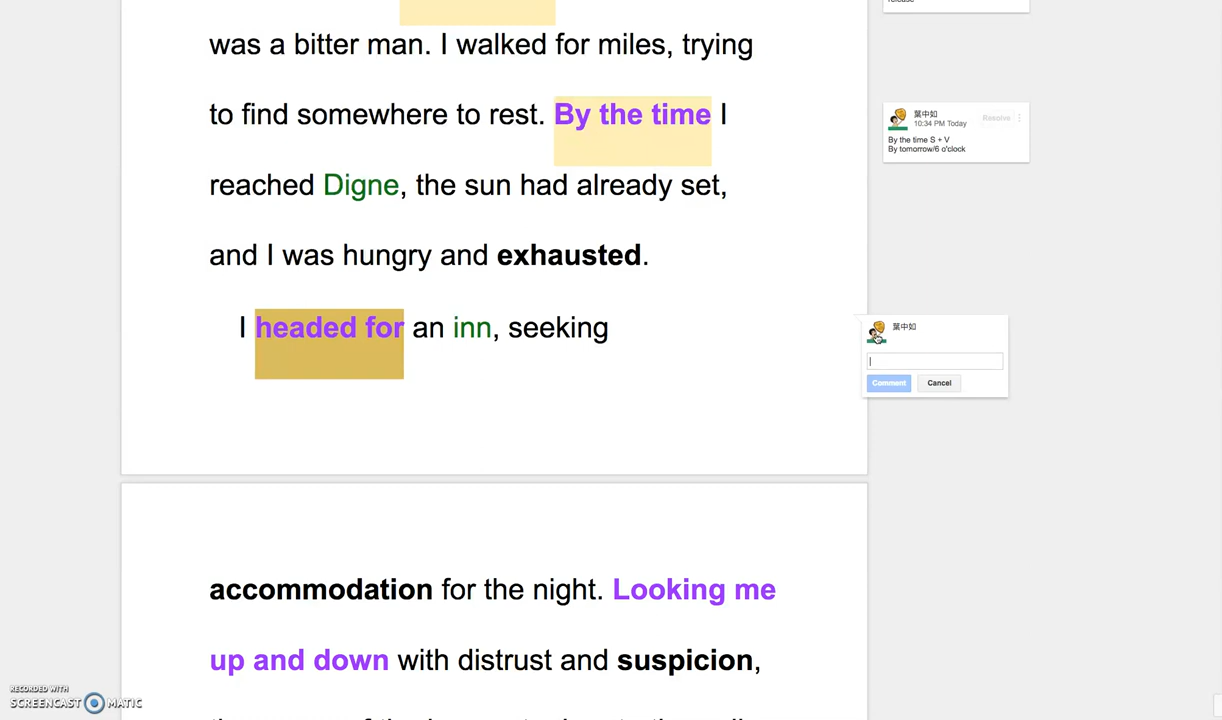 release
was a bitter man. I walked for miles, trying
to find somewhere to rest. By the time I
葉中如
10:34 PM Today
Resolve
By the time S + V
By tomorrow/6 o'clock
reached Digne, the sun had already set,
and I was hungry and exhausted.
I headed for an inn, seeking
葉中如
Comment
Cancel
accommodation for the night. Looking me
up and down with distrust and suspicion,
RECORDED WITH
SCREENCAST MATIC